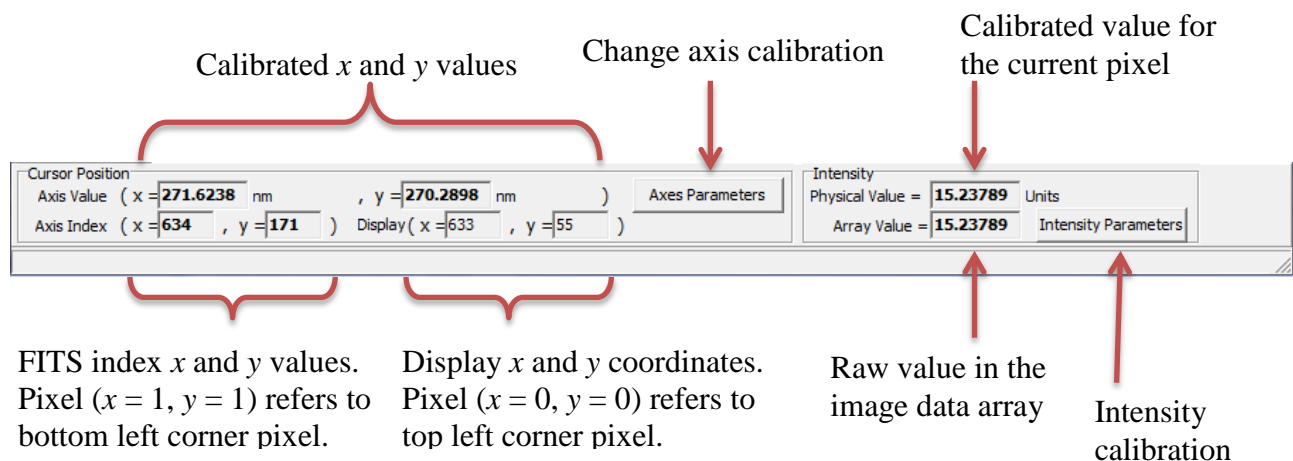 Calibrated x and y values
Change axis calibration
Calibrated value for
the current pixel
Cursor Position
Axis Value ( x = 271.6238 nm , y = 270.2898 nm ) Axes Parameters
Axis Index ( x = 634 , y = 171 ) Display ( x = 633 , y = 55 )
Intensity
Physical Value = 15.23789 Units
Array Value = 15.23789 Intensity Parameters
FITS index x and y values.
Pixel (x = 1, y = 1) refers to
bottom left corner pixel.
Display x and y coordinates.
Pixel (x = 0, y = 0) refers to
top left corner pixel.
Raw value in the
image data array
Intensity
calibration